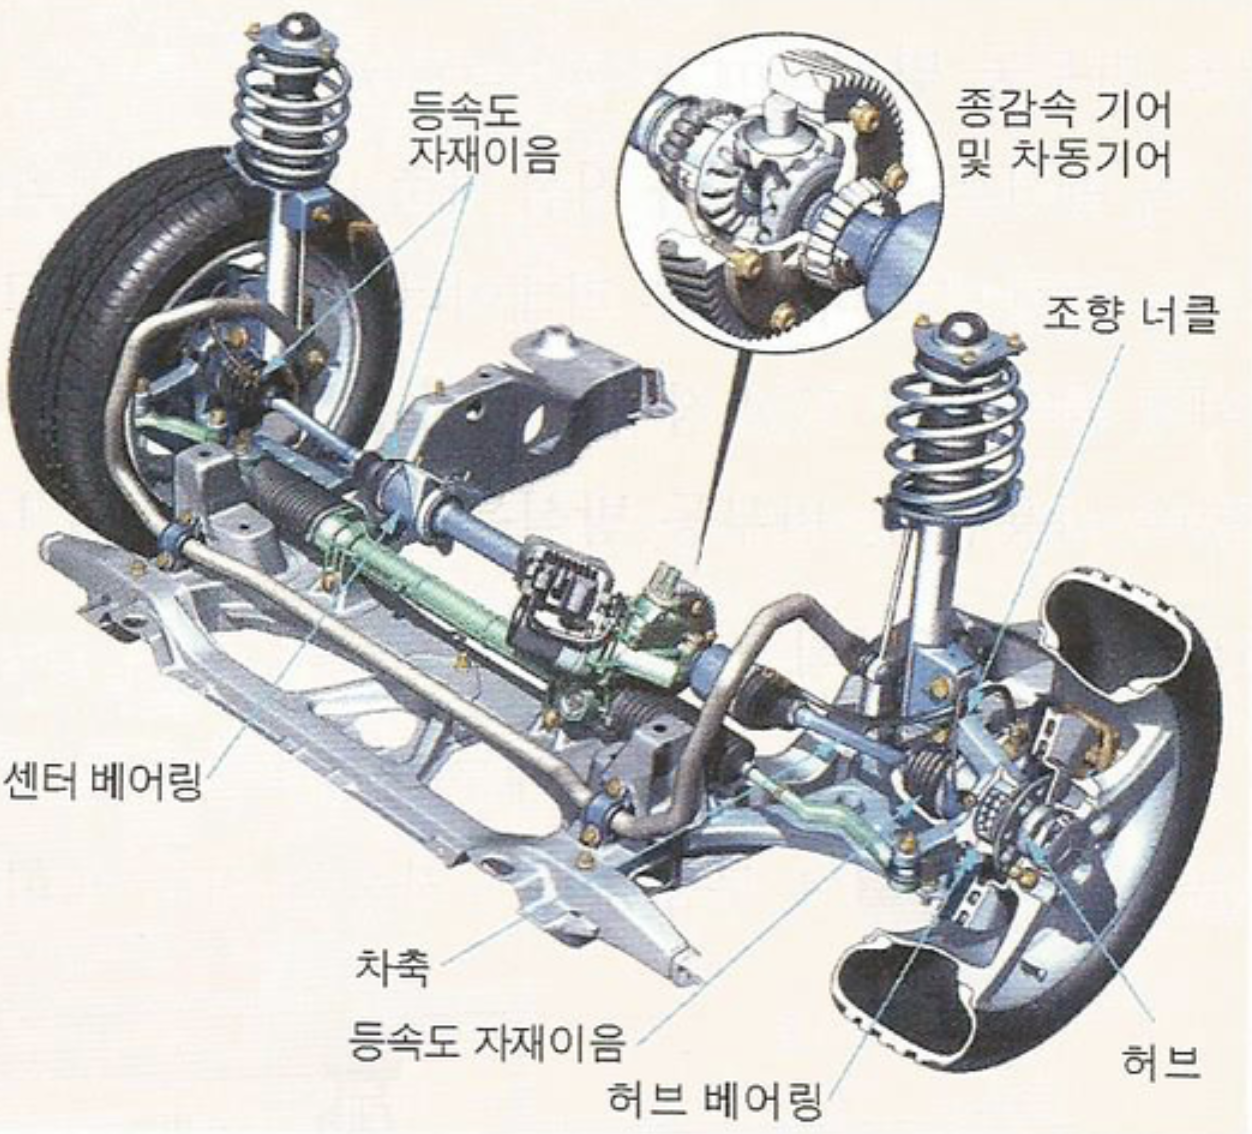 등속도
자재이음
종감속 기어
및 차동기어
조향 너클
센터 베어링
차축
등속도 자재이음
허브 베어링
허브